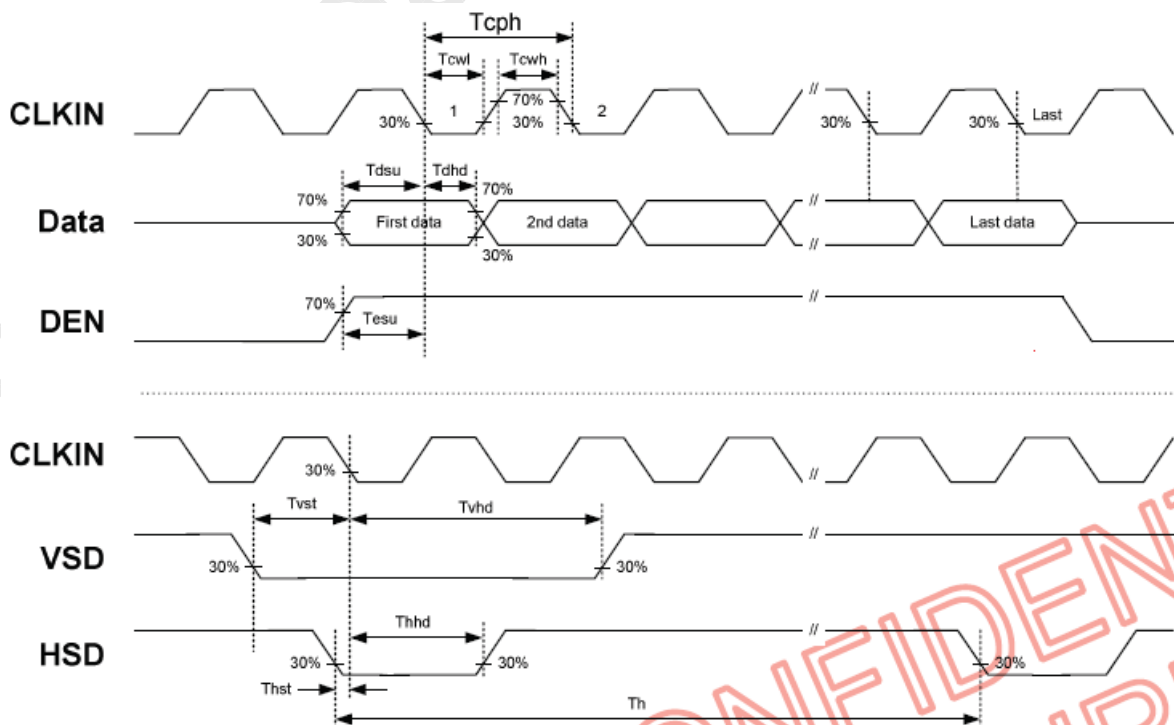 Tcph
Tcwl Tcwh
CLKIN 30% 1 70% 30% 2 // 30% 30% Last
Tdsu Tdhd
Data 70% 30% First data 70% 30% 2nd data // // Last data
DEN 70% Tesu //
CLKIN 30% //
Tvst Tvhd
VSD 30% 30% //
Thhd
HSD 30% 30% // 30%
Thst
Th